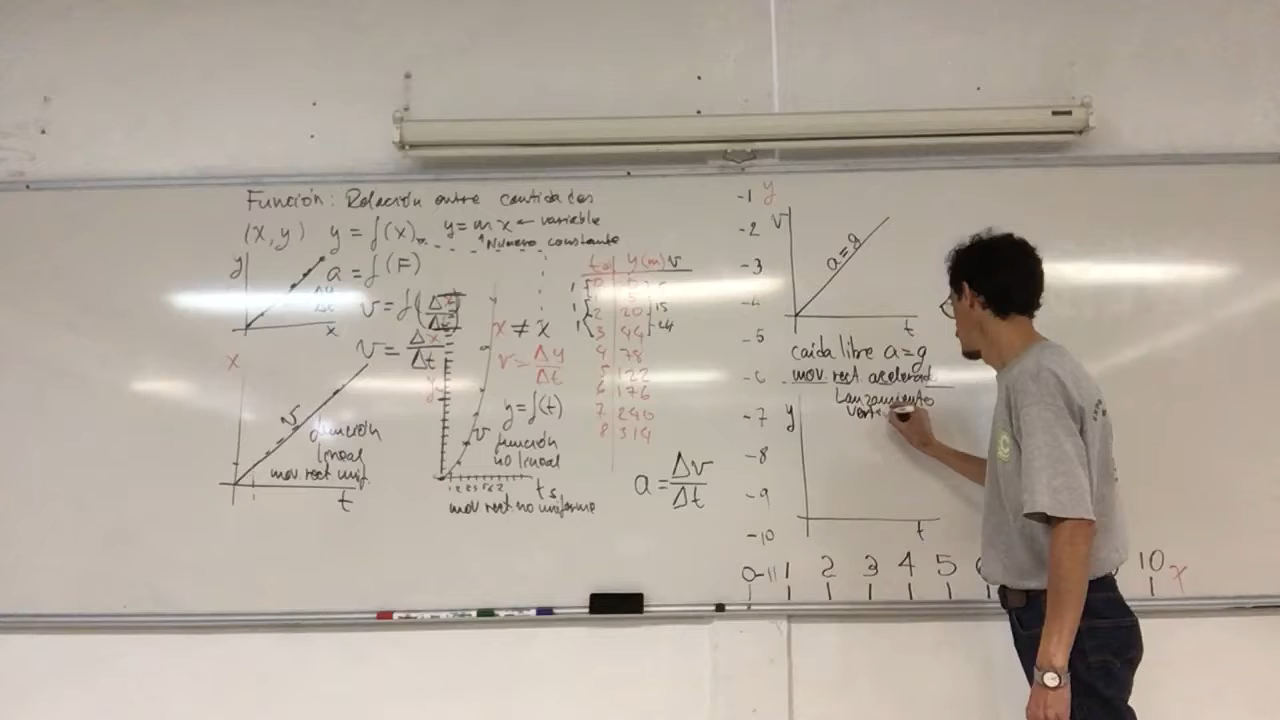 Función: Relación entre cantidades
(x, y) y = f(x) y = m x ← variable
Número constante
y
a = f(F)
x
v = f(Δx/Δt)
x ≠ x
v = Δx/Δt
v = Δy/Δt
x
v
función
lineal
mov rect unif.
t
y
v
y = f(t)
función
no lineal
t s
mov rect no uniforme
t s y (m) v
0 0
1 5
2 20 15
3 44 24
4 78
5 122
6 176
7 240
8 314
a = Δv/Δt
-1 y
-2
-3
-4
-5
-6
-7
-8
-9
-10
-11
v
a = g
t
caída libre a = g
mov rect. acelerad
Lanzamiento
y
t
0 1 2 3 4 5 10 x